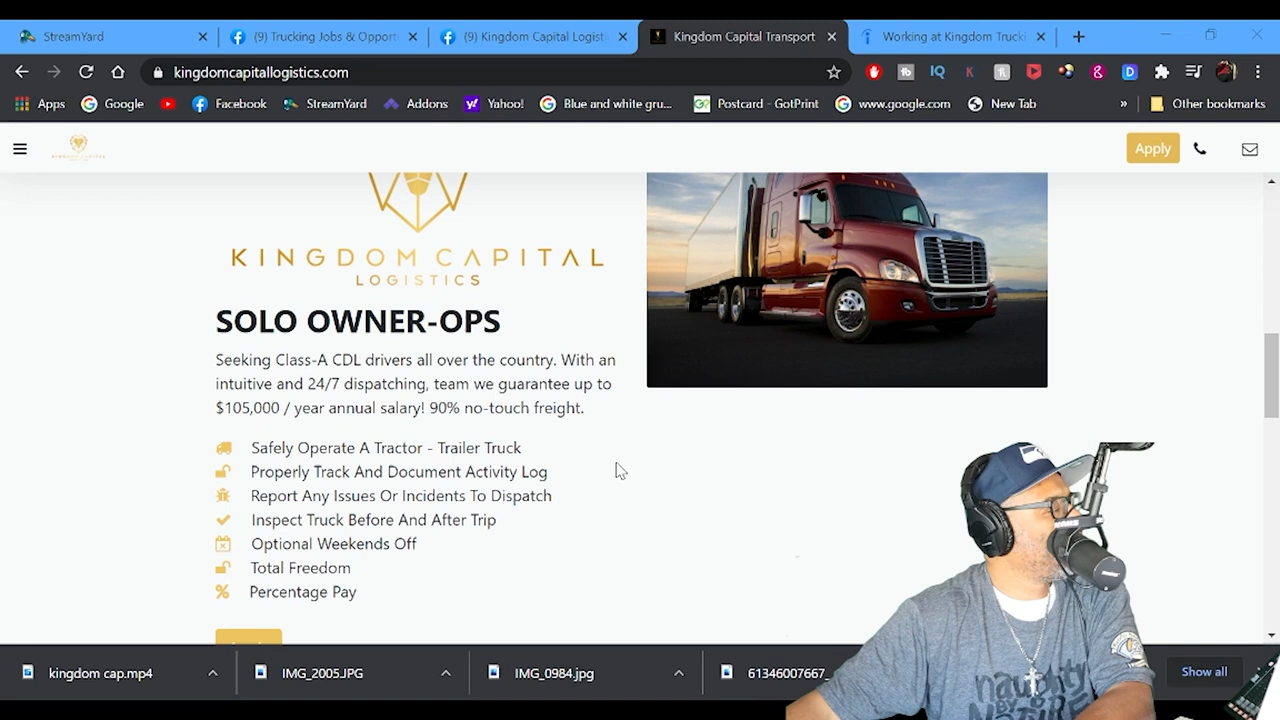 StreamYard
(9) Trucking Jobs & Opport
(9) Kingdom Capital Logisti
Kingdom Capital Transport
Working at Kingdom Trucki
kingdomcapitallogistics.com
Apps
Google
Facebook
StreamYard
Addons
Yahoo!
Blue and white gru...
Postcard - GotPrint
www.google.com
New Tab
»
Other bookmarks
Apply
KINGDOM CAPITAL
LOGISTICS
SOLO OWNER-OPS
Seeking Class-A CDL drivers all over the country. With an
intuitive and 24/7 dispatching, team we guarantee up to
$105,000 / year annual salary! 90% no-touch freight.
Safely Operate A Tractor - Trailer Truck
Properly Track And Document Activity Log
Report Any Issues Or Incidents To Dispatch
Inspect Truck Before And After Trip
Optional Weekends Off
Total Freedom
Percentage Pay
kingdom cap.mp4
IMG_2005.JPG
IMG_0984.jpg
61346007667_
Show all
naughty
BY
NATURE